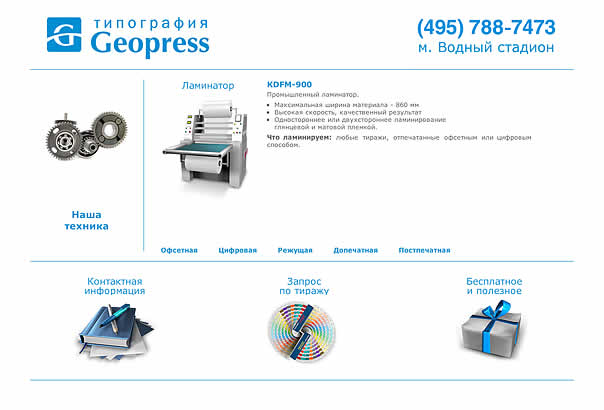 типография
Geopress
(495) 788-7473
м. Водный стадион
Ламинатор
KDFM-900
Промышленный ламинатор.
Максимальная ширина материала - 860 мм
Высокая скорость, качественный результат
Одностороннее или двухстороннее ламинирование
глянцевой и матовой пленкой.
Что ламинируем: любые тиражи, отпечатанные офсетным или цифровым
способом.
Наша
техника
Офсетная Цифровая Режущая Допечатная Постпечатная
Контактная
информация
Запрос
по тиражу
Бесплатное
и полезное